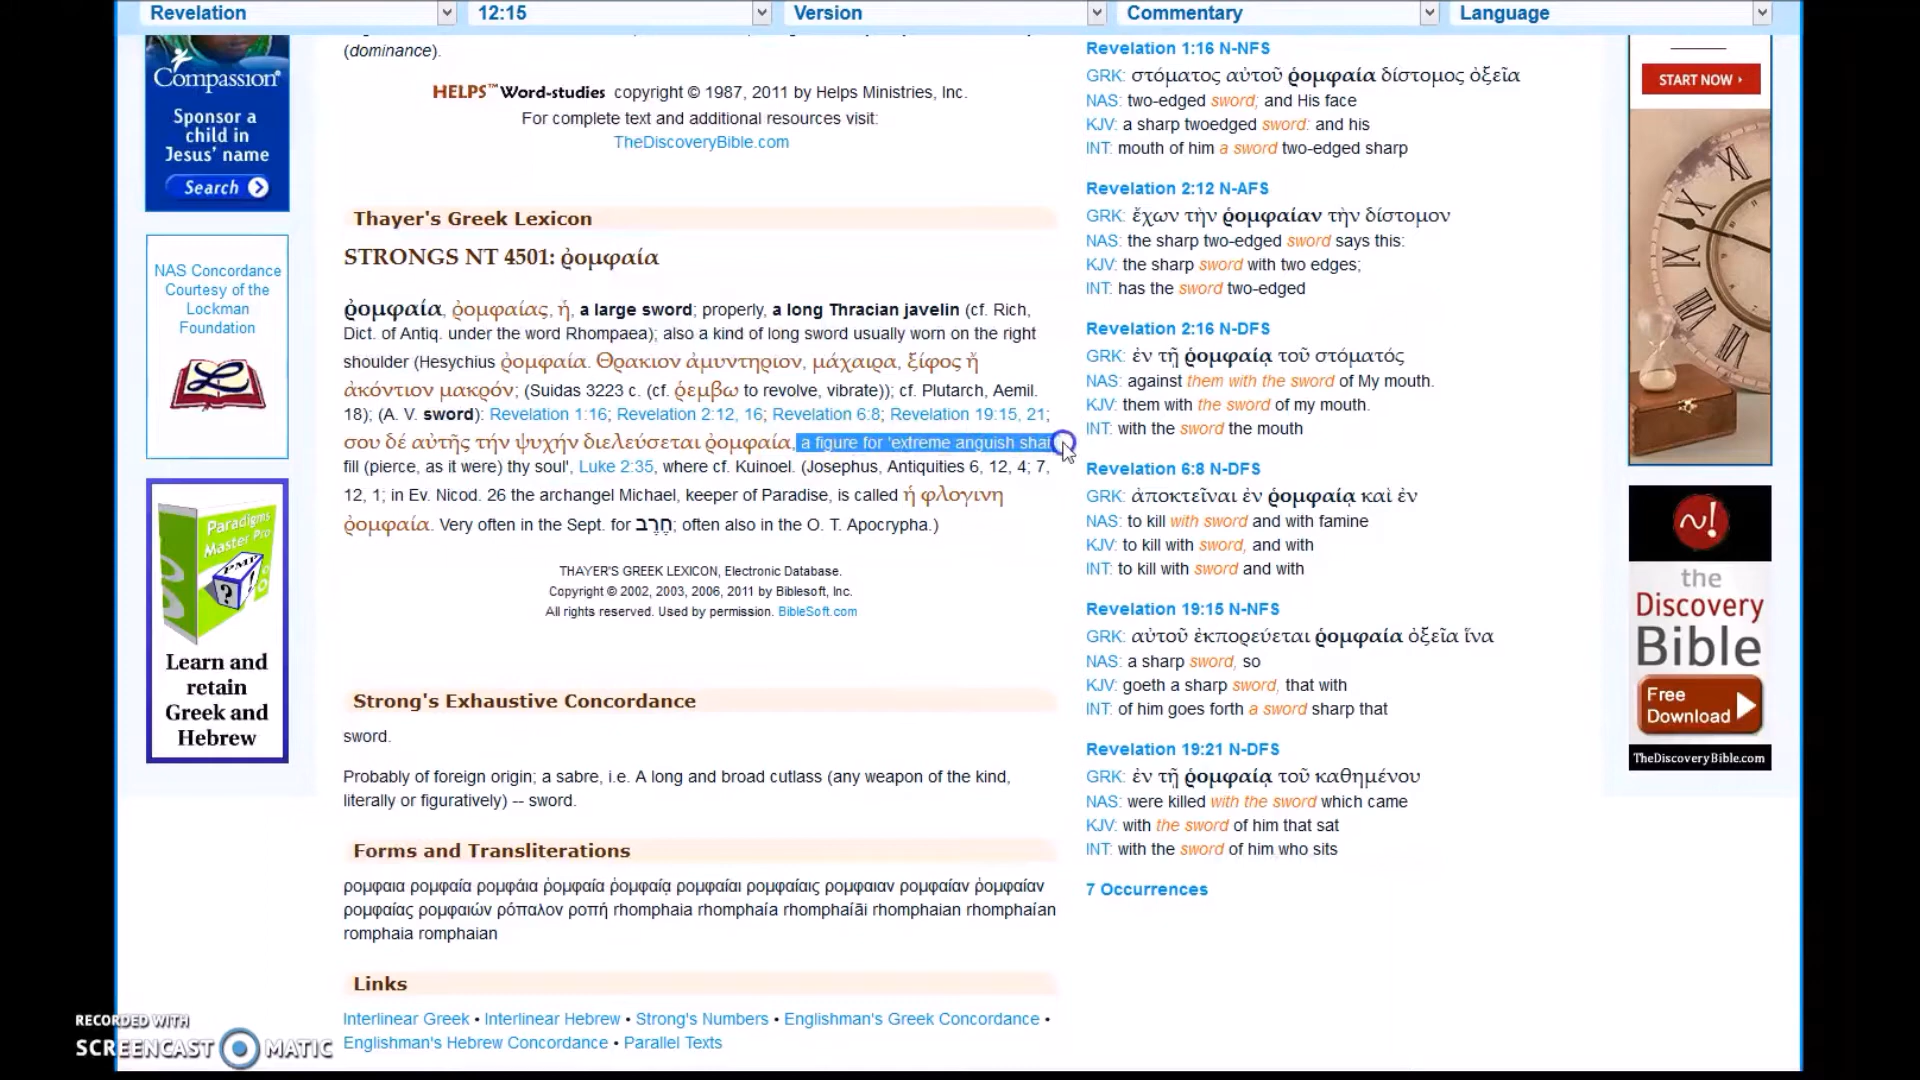 Revelation 12:15 Version Commentary Language
Compassion®
Sponsor a
child in
Jesus' name
Search
NAS Concordance
Courtesy of the
Lockman
Foundation
Paradigms
Master Pro
PMP
?
Learn and
retain
Greek and
Hebrew
(dominance).
HELPS™Word-studies copyright © 1987, 2011 by Helps Ministries, Inc.
For complete text and additional resources visit:
TheDiscoveryBible.com
Thayer's Greek Lexicon
STRONGS NT 4501: ῤομφαία
ῤομφαία, ῤομφαίας, ἡ, a large sword; properly, a long Thracian javelin (cf. Rich,
Dict. of Antiq. under the word Rhompaea); also a kind of long sword usually worn on the right
shoulder (Hesychius ῤομφαία. Θρακιον ἀμυντηριον, μάχαιρα, ξίφος ἤ
ἀκόντιον μακρόν; (Suidas 3223 c. (cf. ῤεμβω to revolve, vibrate)); cf. Plutarch, Aemil.
18); (A. V. sword): Revelation 1:16; Revelation 2:12, 16; Revelation 6:8; Revelation 19:15, 21;
σου δέ αὐτῆς τήν ψυχήν διελεύσεται ῤομφαία, a figure for 'extreme anguish shall
fill (pierce, as it were) thy soul', Luke 2:35, where cf. Kuinoel. (Josephus, Antiquities 6, 12, 4; 7,
12, 1; in Ev. Nicod. 26 the archangel Michael, keeper of Paradise, is called ἡ φλογινη
ῤομφαία. Very often in the Sept. for חֶרֶב; often also in the O. T. Apocrypha.)
THAYER'S GREEK LEXICON, Electronic Database.
Copyright © 2002, 2003, 2006, 2011 by Biblesoft, Inc.
All rights reserved. Used by permission. BibleSoft.com
Strong's Exhaustive Concordance
sword.
Probably of foreign origin; a sabre, i.e. A long and broad cutlass (any weapon of the kind,
literally or figuratively) -- sword.
Forms and Transliterations
ρομφαια ρομφαία ρομφάια ῥομφαία ῥομφαίᾳ ρομφαίαι ρομφαίαις ρομφαιαν ρομφαίαν ῥομφαίαν
ρομφαίας ρομφαιών ρόπαλον ροπή rhomphaia rhomphaía rhomphaíāi rhomphaian rhomphaían
romphaia romphaian
Links
Interlinear Greek • Interlinear Hebrew • Strong's Numbers • Englishman's Greek Concordance •
Englishman's Hebrew Concordance • Parallel Texts
Revelation 1:16 N-NFS
GRK: στόματος αὐτοῦ ῥομφαία δίστομος ὀξεῖα
NAS: two-edged sword; and His face
KJV: a sharp twoedged sword: and his
INT: mouth of him a sword two-edged sharp
Revelation 2:12 N-AFS
GRK: ἔχων τὴν ῥομφαίαν τὴν δίστομον
NAS: the sharp two-edged sword says this:
KJV: the sharp sword with two edges;
INT: has the sword two-edged
Revelation 2:16 N-DFS
GRK: ἐν τῇ ῥομφαίᾳ τοῦ στόματός
NAS: against them with the sword of My mouth.
KJV: them with the sword of my mouth.
INT: with the sword the mouth
Revelation 6:8 N-DFS
GRK: ἀποκτεῖναι ἐν ῥομφαίᾳ καὶ ἐν
NAS: to kill with sword and with famine
KJV: to kill with sword, and with
INT: to kill with sword and with
Revelation 19:15 N-NFS
GRK: αὐτοῦ ἐκπορεύεται ῥομφαία ὀξεῖα ἵνα
NAS: a sharp sword, so
KJV: goeth a sharp sword, that with
INT: of him goes forth a sword sharp that
Revelation 19:21 N-DFS
GRK: ἐν τῇ ῥομφαίᾳ τοῦ καθημένου
NAS: were killed with the sword which came
KJV: with the sword of him that sat
INT: with the sword of him who sits
7 Occurrences
START NOW
the
Discovery
Bible
Free
Download
TheDiscoveryBible.com
RECORDED WITH
SCREENCAST MATIC